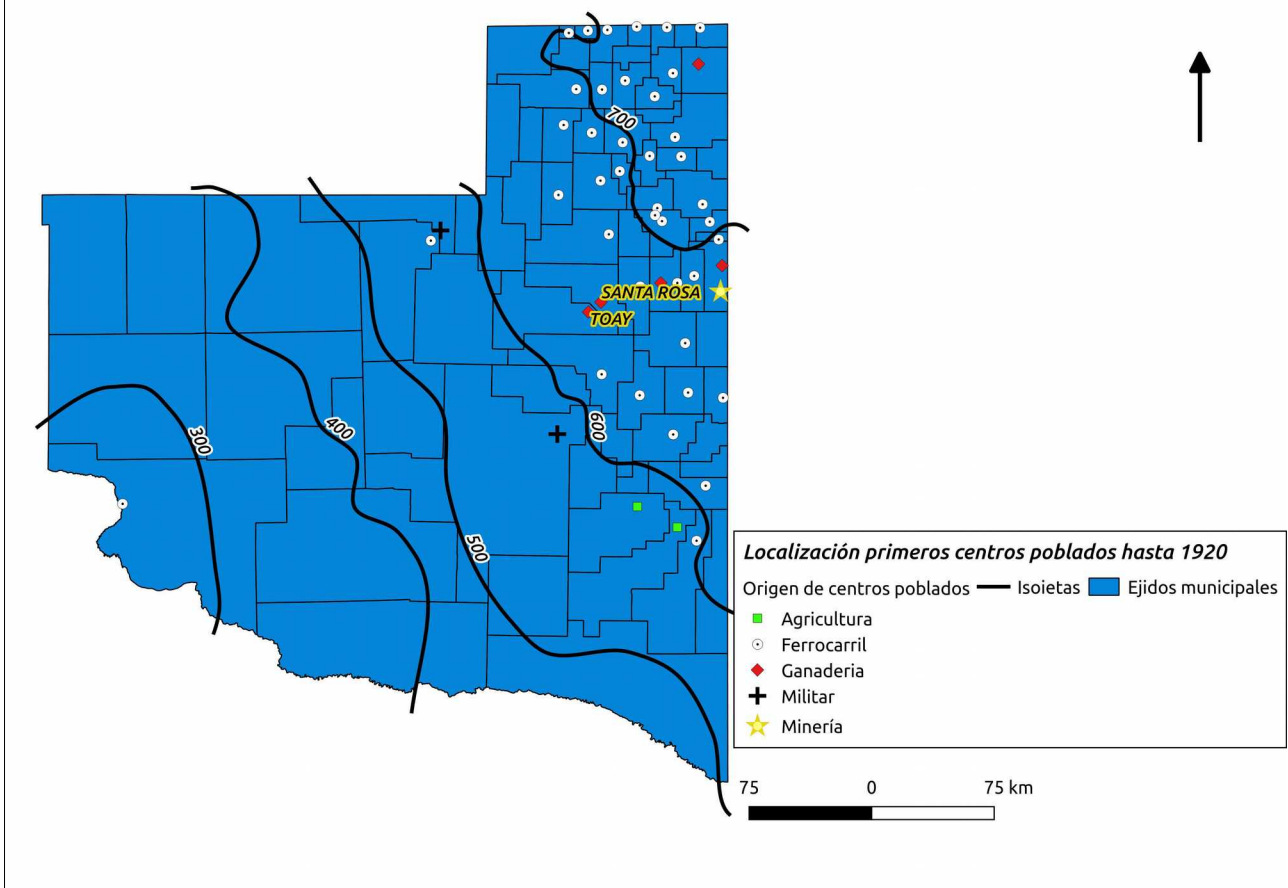 700
SANTA ROSA
TOAY
600
300
400
500
Localización primeros centros poblados hasta 1920
Origen de centros poblados Isoietas Ejidos municipales
Agricultura
Ferrocarril
Ganaderia
Militar
Minería
75 0 75 km